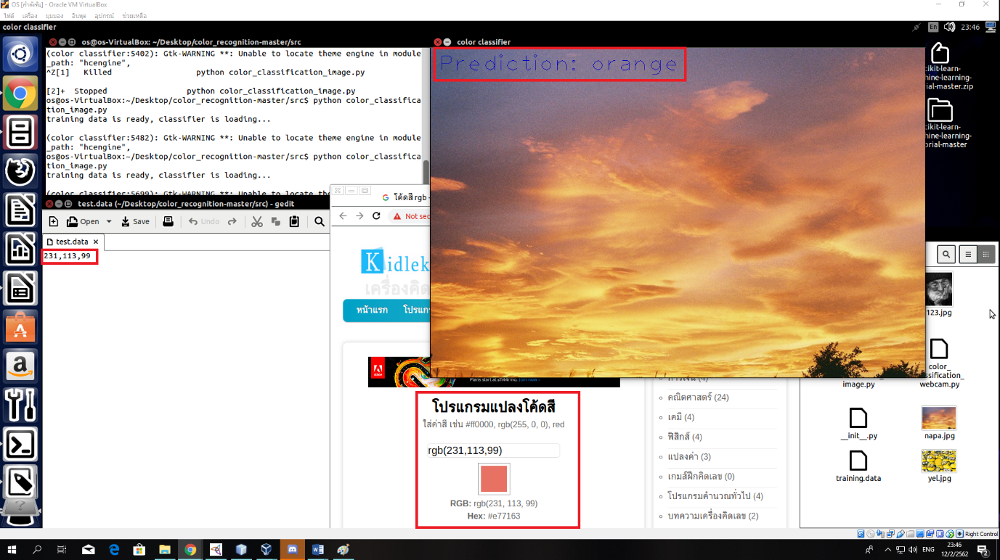 OS [กำลังรัน] - Oracle VM VirtualBox
ไฟล์ เครื่อง มุมมอง อินพุต อุปกรณ์ ช่วยเหลือ
color classifier
En
23:46
os@os-VirtualBox: ~/Desktop/color_recognition-master/src
(color classifier:5402): Gtk-WARNING **: Unable to locate theme engine in module
_path: "hcengine",
^Z[1] Killed python color_classification_image.py
[2]+ Stopped python color_classification_image.py
os@os-VirtualBox:~/Desktop/color_recognition-master/src$ python color_classifica
tion_image.py
training data is ready, classifier is loading...
(color classifier:5482): Gtk-WARNING **: Unable to locate theme engine in module
_path: "hcengine",
os@os-VirtualBox:~/Desktop/color_recognition-master/src$ python color_classifica
tion_image.py
training data is ready, classifier is loading...
(color classifier:5699): Gtk-WARNING **: Unable to locate the
color classifier
Prediction: orange
cikit-learn-
hine-learning-
rial-master.zip
cikit-learn-
hine-learning-
orial-master
test.data (~/Desktop/color_recognition-master/src) - gedit
Open
Save
Undo
test.data
231,113,99
โค้ดสี rgb -
Not sec
Kidlek
เครื่องคิด
หน้าแรก โปรแกร
Adobe
Plans start at
Join now
โปรแกรมแปลงโค้ดสี
ใส่ค่าสี เช่น #ff0000, rgb(255, 0, 0), red
rgb(231,113,99)
RGB: rgb(231, 113, 99)
Hex: #e77163
การเงิน (4)
คณิตศาสตร์ (24)
เคมี (4)
ฟิสิกส์ (4)
แปลงค่า (3)
เกมส์ฝึกคิดเลข (0)
โปรแกรมคำนวณทั่วไป (4)
บทความเครื่องคิดเลข (2)
123.jpg
image.py
color_
ssification_
webcam.py
__init__.py
napa.jpg
training.data
yel.jpg
Right Control
ENG
23:46
12/2/2562
2